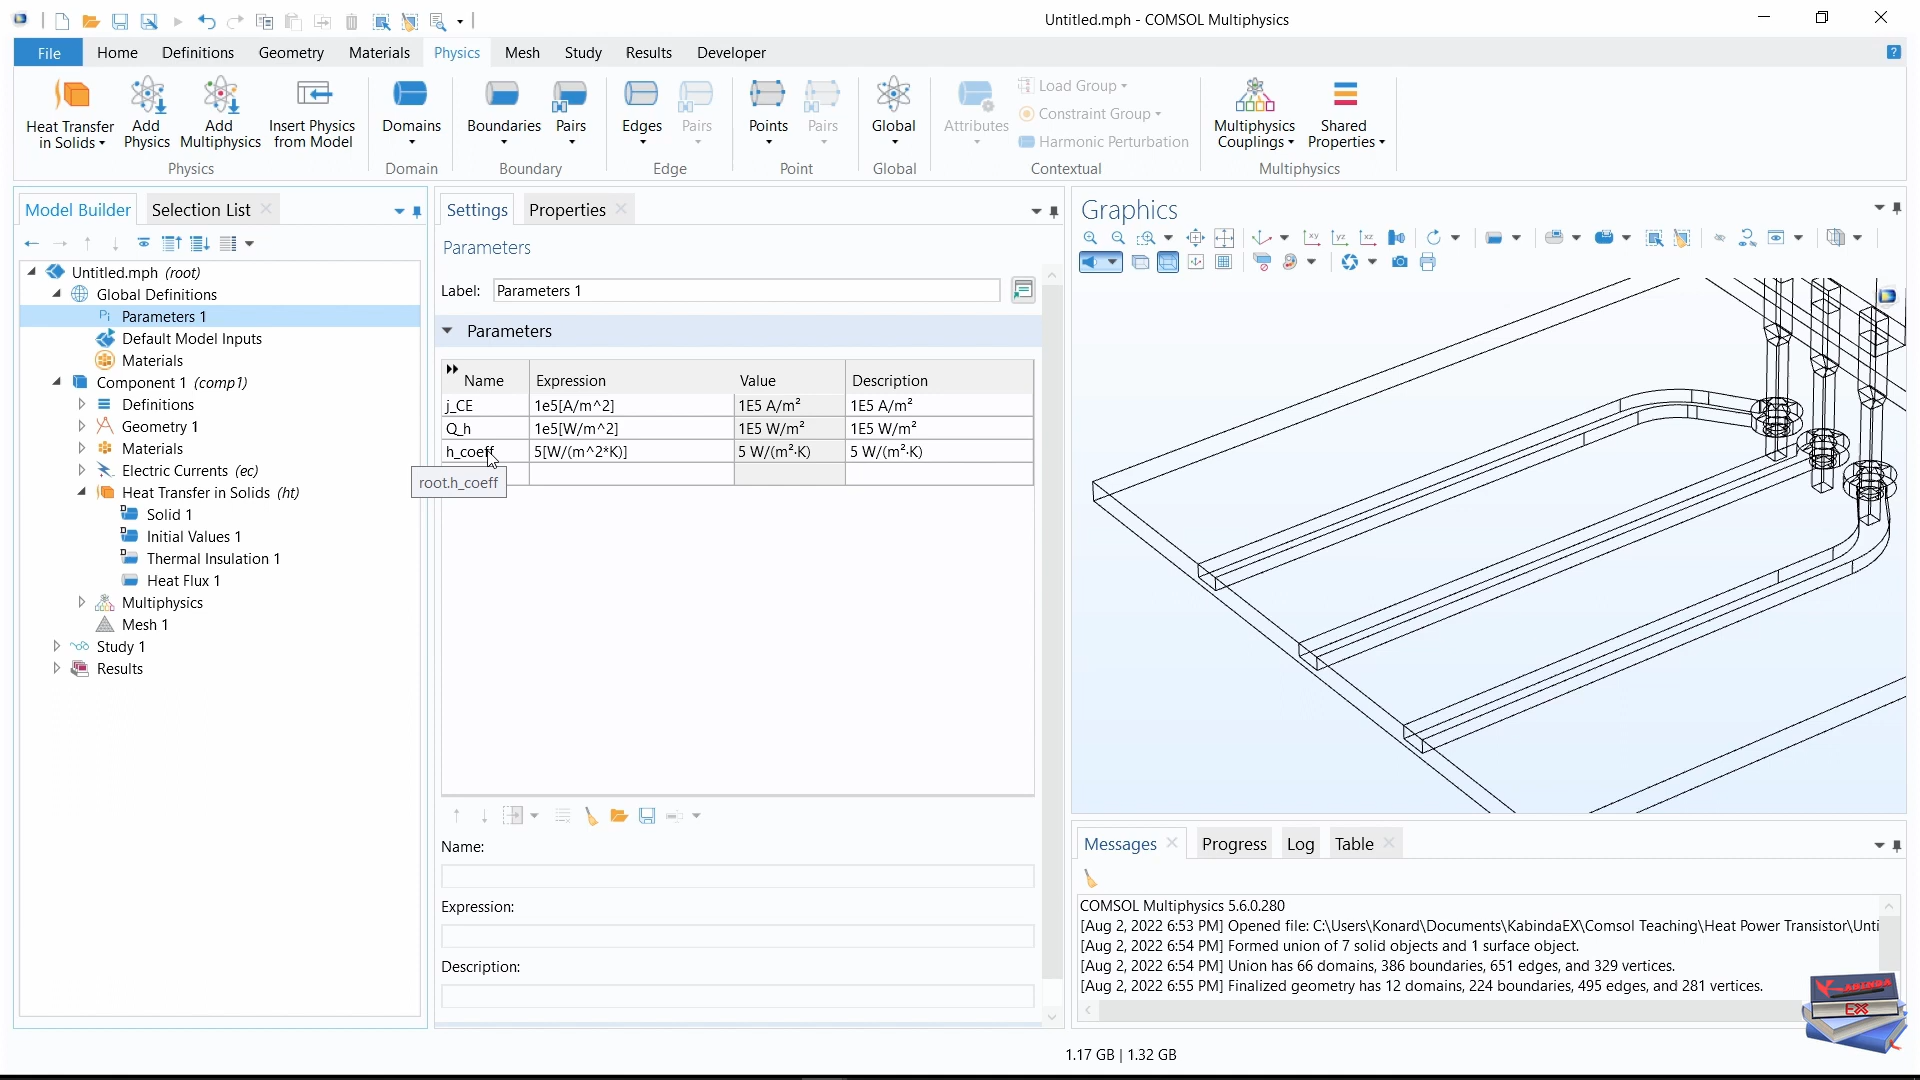 Untitled.mph - COMSOL Multiphysics
File
Home
Definitions
Geometry
Materials
Physics
Mesh
Study
Results
Developer
Heat Transfer
in Solids
Add
Physics
Add
Multiphysics
Insert Physics
from Model
Domains
Boundaries
Pairs
Edges
Pairs
Points
Pairs
Global
Attributes
Load Group
Constraint Group
Harmonic Perturbation
Multiphysics
Couplings
Shared
Properties
Physics
Domain
Boundary
Edge
Point
Global
Contextual
Multiphysics
Model Builder
Selection List
Untitled.mph (root)
Global Definitions
Pi Parameters 1
Default Model Inputs
Materials
Component 1 (comp1)
Definitions
Geometry 1
Materials
Electric Currents (ec)
Heat Transfer in Solids (ht)
D Solid 1
D Initial Values 1
D Thermal Insulation 1
Heat Flux 1
Multiphysics
Mesh 1
Study 1
Results
Settings
Properties
Parameters
Label: Parameters 1
Parameters
Name Expression Value Description
j_CE 1e5[A/m^2] 1E5 A/m² 1E5 A/m²
Q_h 1e5[W/m^2] 1E5 W/m² 1E5 W/m²
h_coeff 5[W/(m^2*K)] 5 W/(m²·K) 5 W/(m²·K)
root.h_coeff
Name:
Expression:
Description:
Graphics
xy yz xz
Messages
Progress
Log
Table
COMSOL Multiphysics 5.6.0.280
[Aug 2, 2022 6:53 PM] Opened file: C:\Users\Konard\Documents\KabindaEX\Comsol Teaching\Heat Power Transistor\Unti
[Aug 2, 2022 6:54 PM] Formed union of 7 solid objects and 1 surface object.
[Aug 2, 2022 6:54 PM] Union has 66 domains, 386 boundaries, 651 edges, and 329 vertices.
[Aug 2, 2022 6:55 PM] Finalized geometry has 12 domains, 224 boundaries, 495 edges, and 281 vertices.
KABINDA
EX
1.17 GB | 1.32 GB